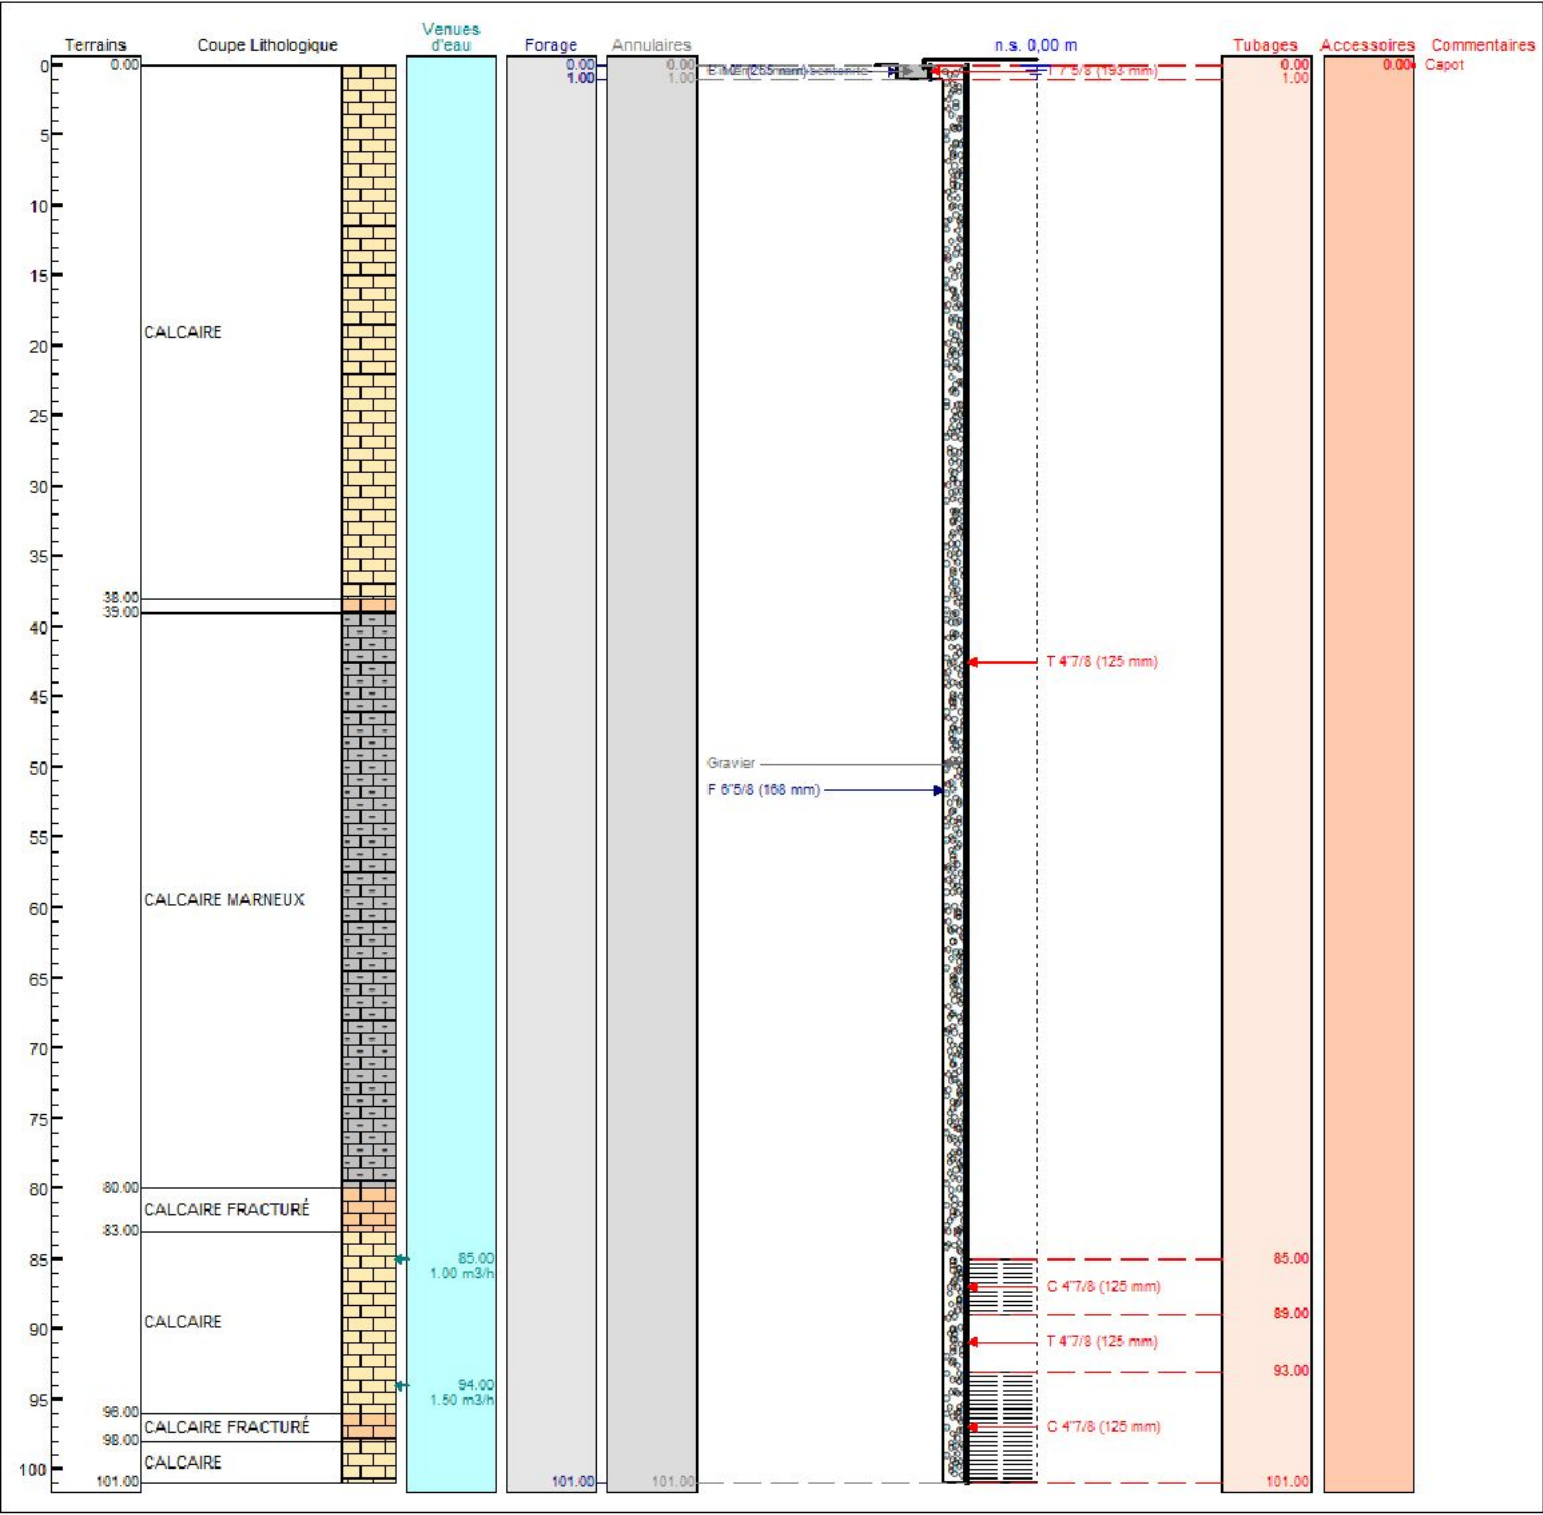 Terrains
Coupe Lithologique
Venues
d'eau
Forage
Annulaires
n.s. 0,00 m
Tubages
Accessoires
Commentaires
0
0.00
0.00
0.00
T 7"5/8 (193 mm)
0.00
0.00
Capot
1.00
1.00
1.00
5
10
15
CALCAIRE
20
25
30
35
38.00
39.00
40
T 4"7/8 (125 mm)
45
50
Gravier
F 6"5/8 (168 mm)
55
CALCAIRE MARNEUX
60
65
70
75
80
80.00
CALCAIRE FRACTURÉ
83.00
85
85.00
1.00 m3/h
85.00
C 4"7/8 (125 mm)
89.00
CALCAIRE
90
T 4"7/8 (125 mm)
93.00
94.00
1.50 m3/h
95
96.00
CALCAIRE FRACTURÉ
C 4"7/8 (125 mm)
98.00
CALCAIRE
100
101.00
101.00
101.00
101.00